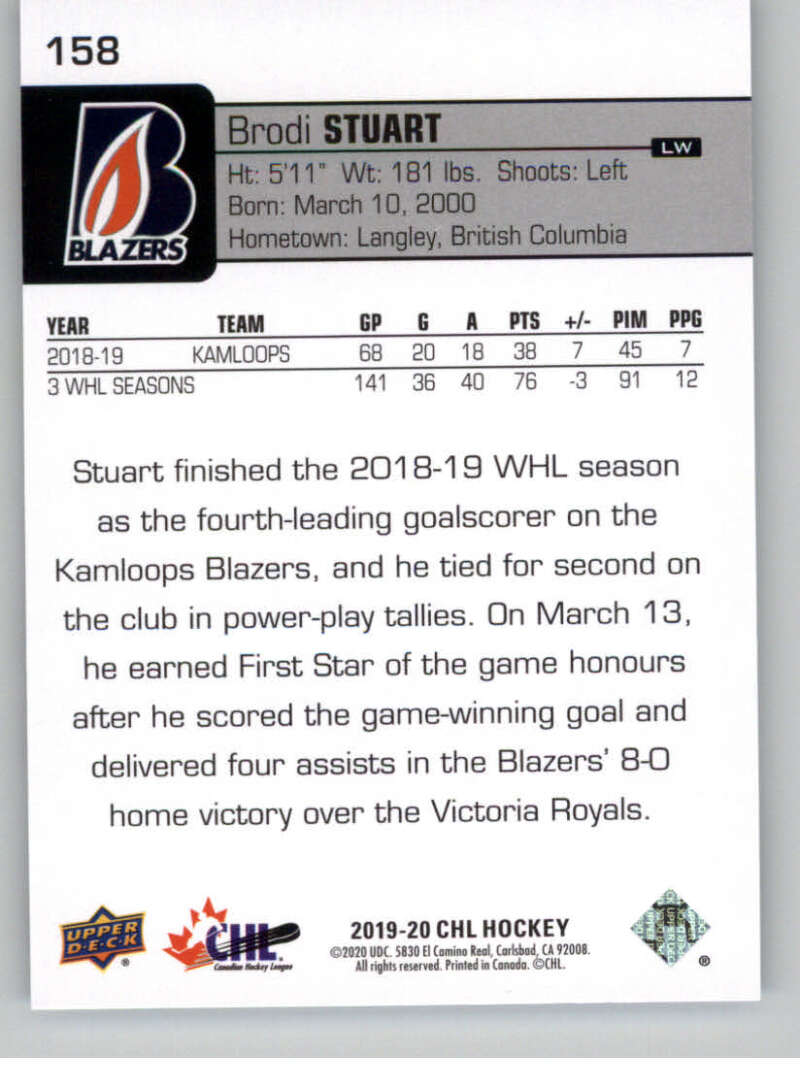 158
BLAZERS
Brodi STUART
LW
Ht: 5'11" Wt: 181 lbs. Shoots: Left
Born: March 10, 2000
Hometown: Langley, British Columbia
YEAR TEAM GP G A PTS +/- PIM PPG
2018-19 KAMLOOPS 68 20 18 38 7 45 7
3 WHL SEASONS 141 36 40 76 -3 91 12
Stuart finished the 2018-19 WHL season
as the fourth-leading goalscorer on the
Kamloops Blazers, and he tied for second on
the club in power-play tallies. On March 13,
he earned First Star of the game honours
after he scored the game-winning goal and
delivered four assists in the Blazers' 8-0
home victory over the Victoria Royals.
UPPER
D·E·C·K
®
CHL
Canadian Hockey League
2019-20 CHL HOCKEY
©2020 UDC. 5830 El Camino Real, Carlsbad, CA 92008.
All rights reserved. Printed in Canada. ©CHL.
®